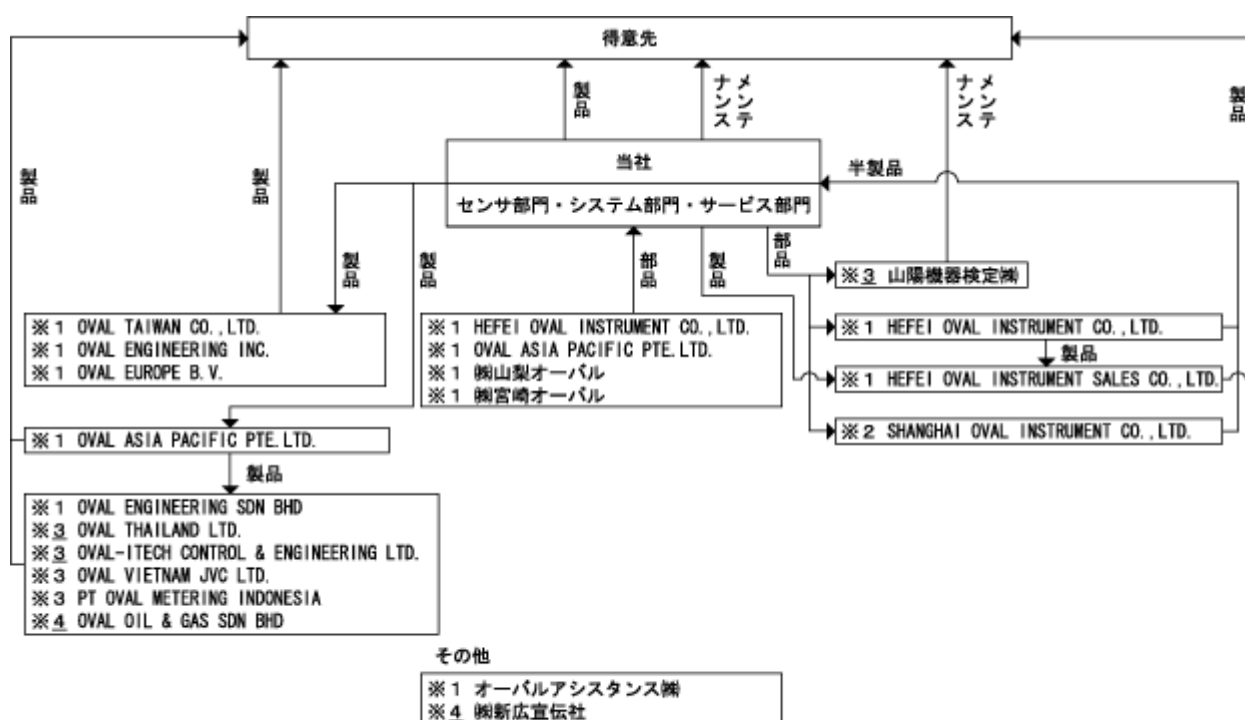 得意先
製品
メンテ
ナンス
メンテ
ナンス
製品
当社
半製品
センサ部門・システム部門・サービス部門
製品
製品
製品
製品
部品
製品
部品
※3 山陽機器検定㈱
※1 OVAL TAIWAN CO.,LTD.
※1 OVAL ENGINEERING INC.
※1 OVAL EUROPE B.V.
※1 HEFEI OVAL INSTRUMENT CO.,LTD.
※1 OVAL ASIA PACIFIC PTE.LTD.
※1 ㈱山梨オーバル
※1 ㈱宮崎オーバル
※1 HEFEI OVAL INSTRUMENT CO.,LTD.
製品
※1 HEFEI OVAL INSTRUMENT SALES CO.,LTD.
※2 SHANGHAI OVAL INSTRUMENT CO.,LTD.
※1 OVAL ASIA PACIFIC PTE.LTD.
製品
※1 OVAL ENGINEERING SDN BHD
※3 OVAL THAILAND LTD.
※3 OVAL-ITECH CONTROL & ENGINEERING LTD.
※3 OVAL VIETNAM JVC LTD.
※3 PT OVAL METERING INDONESIA
※4 OVAL OIL & GAS SDN BHD
その他
※1 オーバルアシスタンス㈱
※4 ㈱新広宣伝社